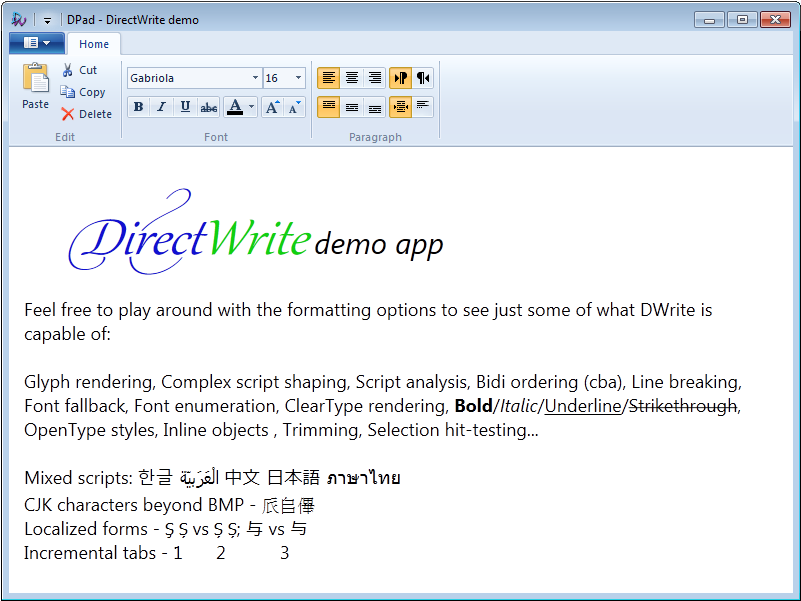 DPad - DirectWrite demo
Home
Paste
Cut
Copy
Delete
Edit
Gabriola 16
B I U abc A A A
Font
Paragraph
DirectWrite demo app
Feel free to play around with the formatting options to see just some of what DWrite is
capable of:
Glyph rendering, Complex script shaping, Script analysis, Bidi ordering (cba), Line breaking,
Font fallback, Font enumeration, ClearType rendering, Bold/Italic/Underline/Strikethrough,
OpenType styles, Inline objects , Trimming, Selection hit-testing...
Mixed scripts: 한글 الْعَرَبيّة 中文 日本語 ภาษาไทย
CJK characters beyond BMP -
Localized forms - Ş Ș vs Ş Ș; 与 vs 与
Incremental tabs - 1 2 3